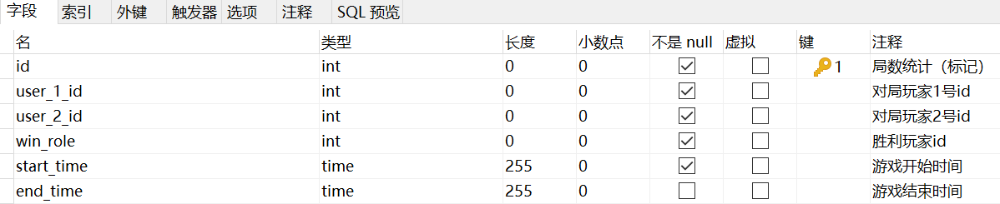 字段 索引 外键 触发器 选项 注释 SQL 预览
名 类型 长度 小数点 不是 null 虚拟 键 注释
id int 0 0 1 局数统计（标记）
user_1_id int 0 0 对局玩家1号id
user_2_id int 0 0 对局玩家2号id
win_role int 0 0 胜利玩家id
start_time time 255 0 游戏开始时间
end_time time 255 0 游戏结束时间